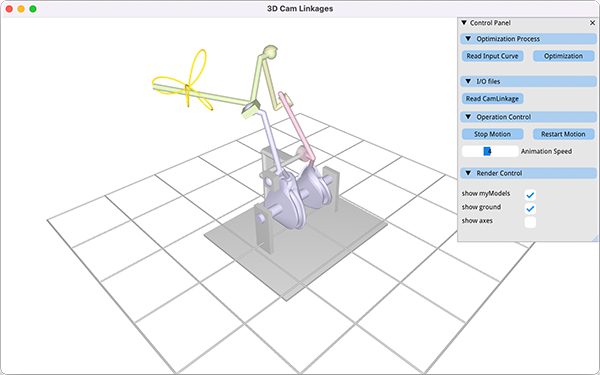 3D Cam Linkages
Control Panel
Optimization Process
Read Input Curve Optimization
I/O files
Read CamLinkage
Operation Control
Stop Motion Restart Motion
4 Animation Speed
Render Control
show myModels
show ground
show axes